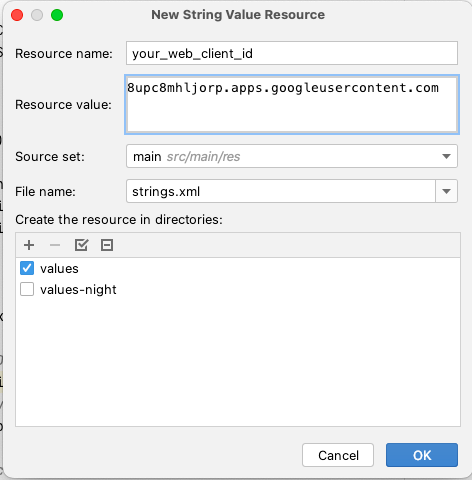 New String Value Resource
Resource name: your_web_client_id
Resource value: 8upc8mhljorp.apps.googleusercontent.com
Source set: main src/main/res
File name: strings.xml
Create the resource in directories:
values
values-night
Cancel OK